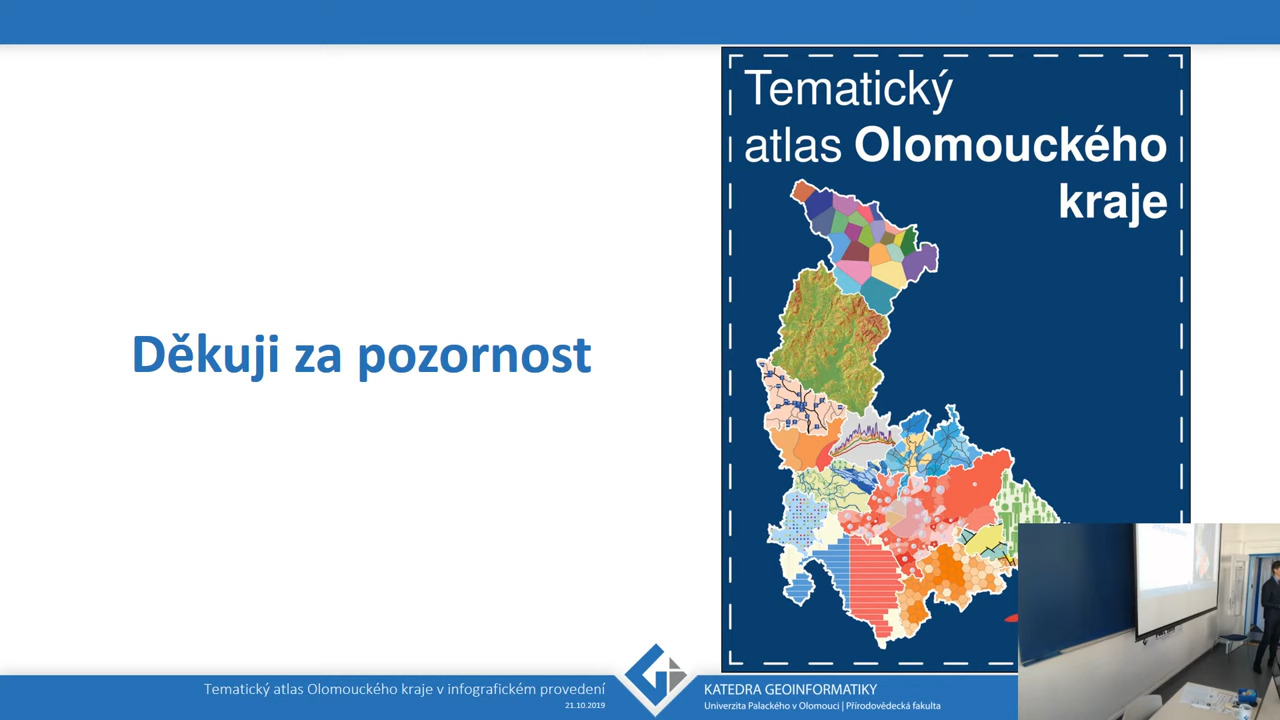 Tematický
atlas Olomouckého
kraje
Děkuji za pozornost
Tematický atlas Olomouckého kraje v infografickém provedení
21.10.2019
KATEDRA GEOINFORMATIKY
Univerzita Palackého v Olomouci | Přírodovědecká fakulta